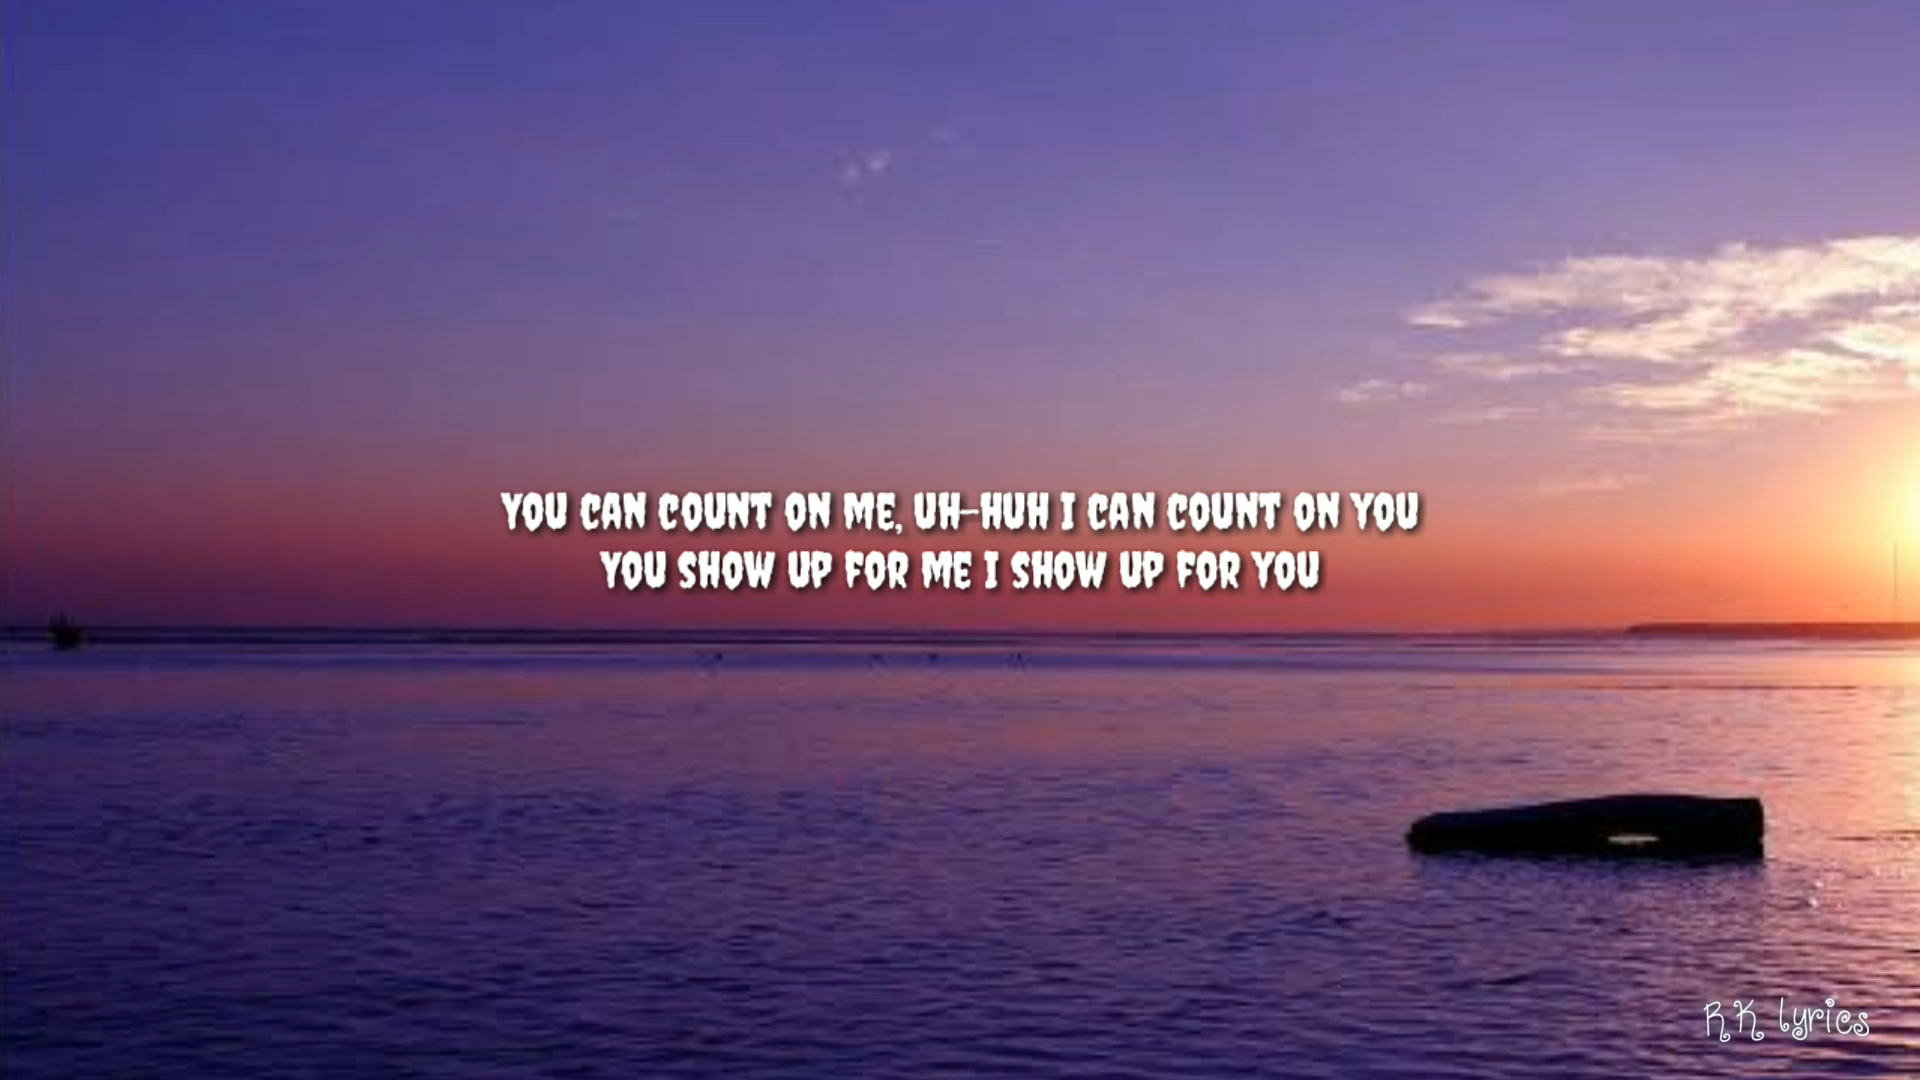 YOU CAN COUNT ON ME, UH-HUH I CAN COUNT ON YOU
YOU SHOW UP FOR ME I SHOW UP FOR YOU
RK lyrics